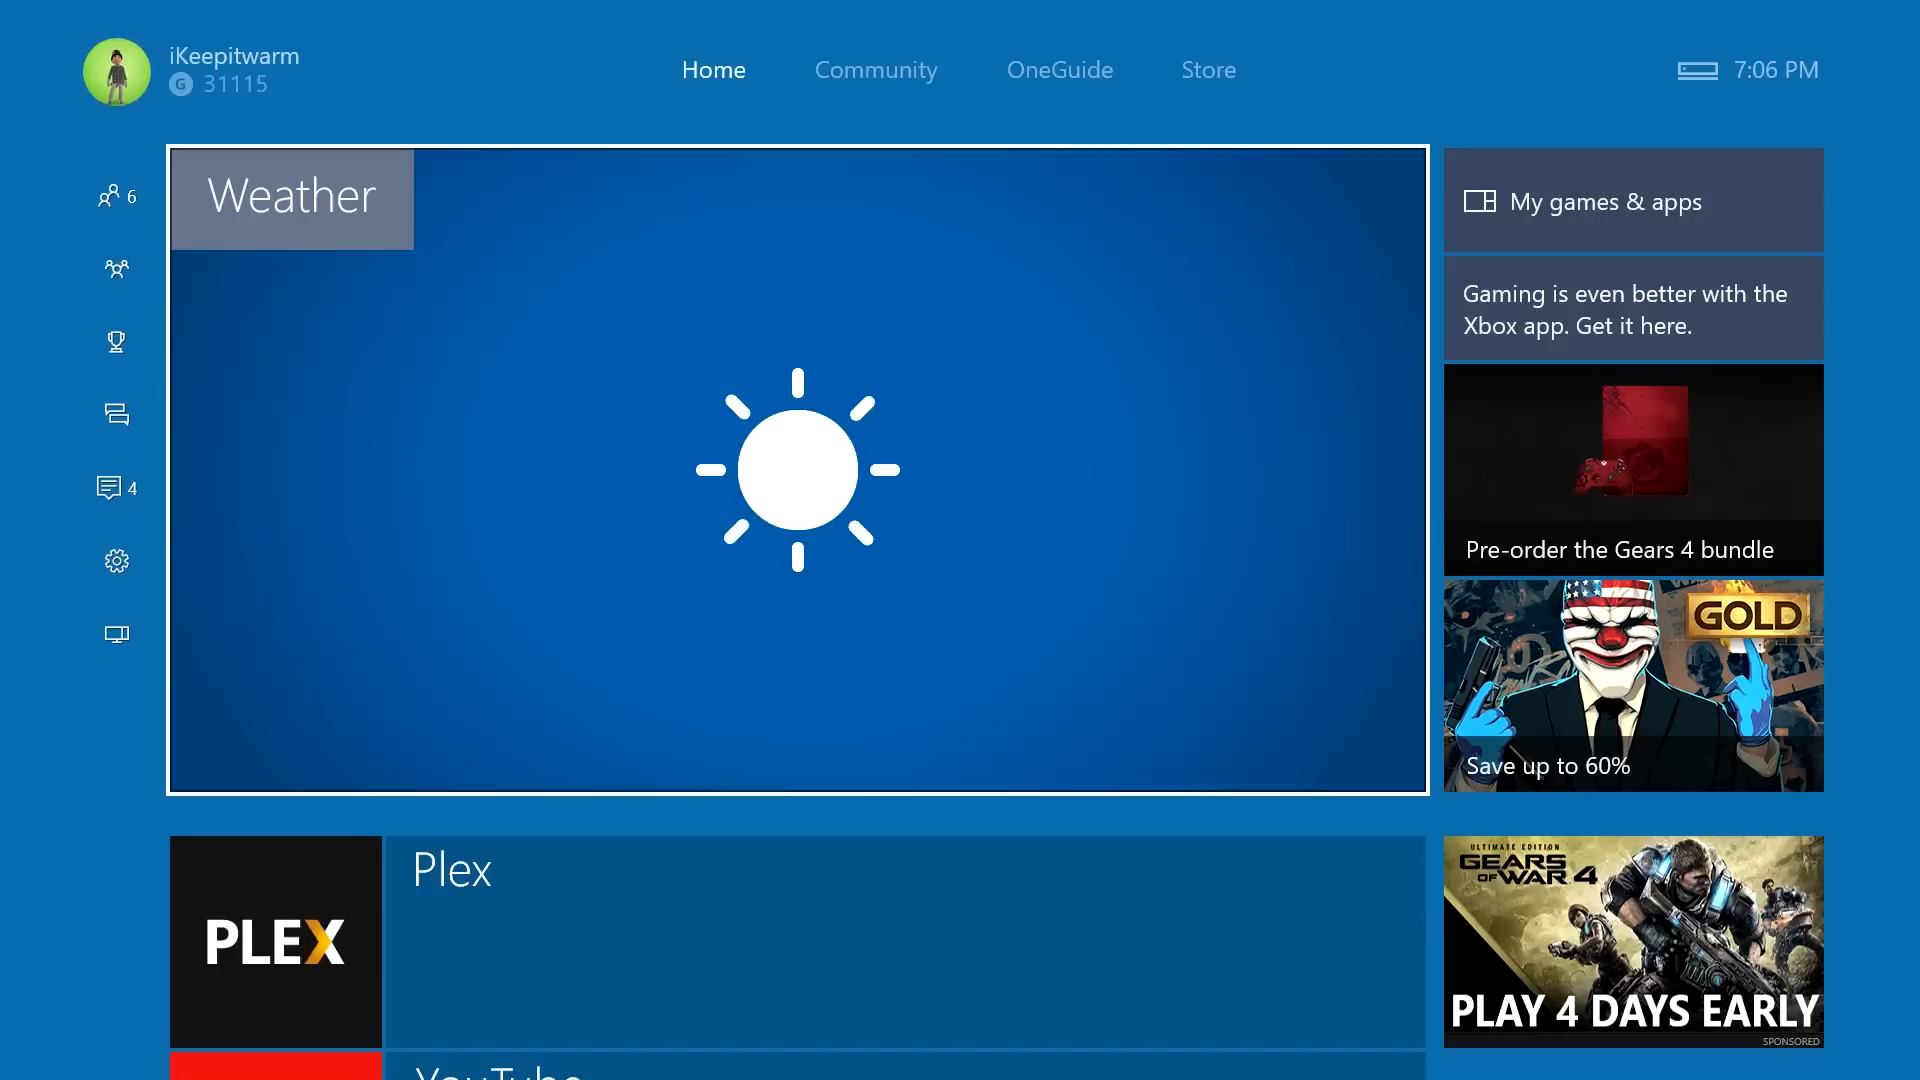 iKeepitwarm
G 31115
Home
Community
OneGuide
Store
7:06 PM
6
4
Weather
My games & apps
Gaming is even better with the
Xbox app. Get it here.
Pre-order the Gears 4 bundle
GOLD
Save up to 60%
PLEX
Plex
ULTIMATE EDITION
GEARS
OF WAR 4
PLAY 4 DAYS EARLY
SPONSORED
YouTube